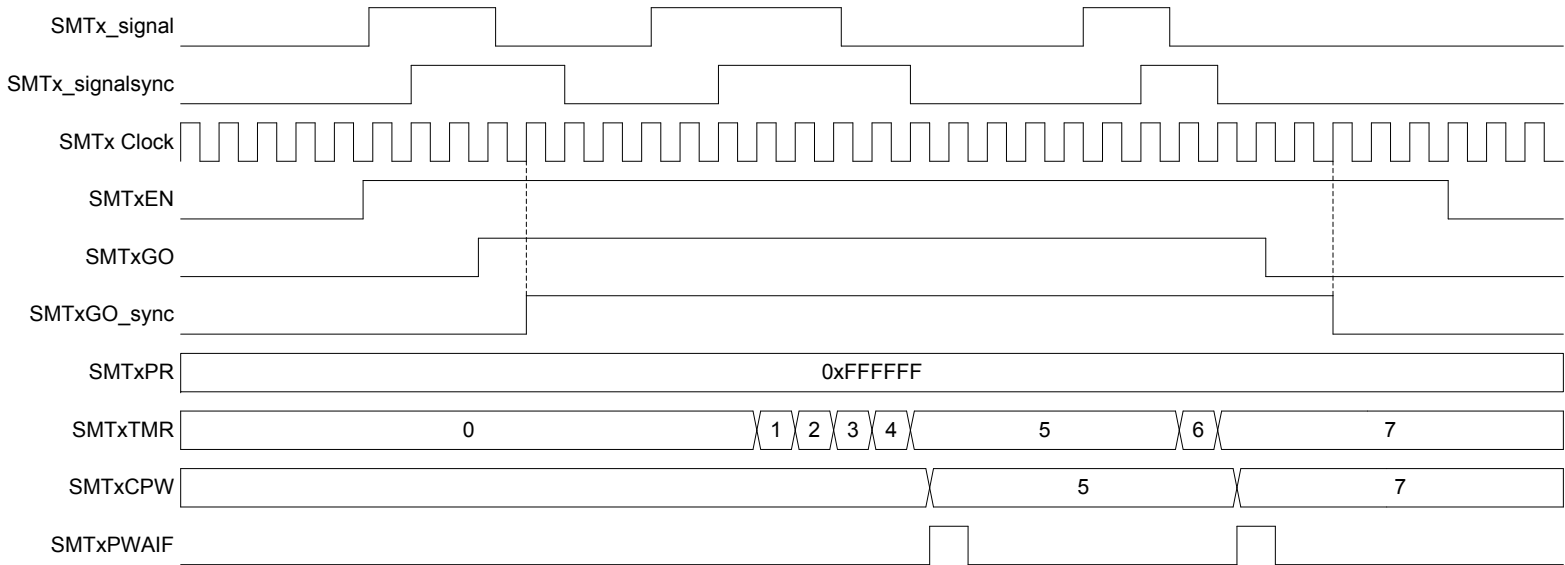 SMTx_signal
SMTx_signalsync
SMTx Clock
SMTxEN
SMTxGO
SMTxGO_sync
SMTxPR 0xFFFFFF
SMTxTMR 0 1 2 3 4 5 6 7
SMTxCPW 5 7
SMTxPWAIF